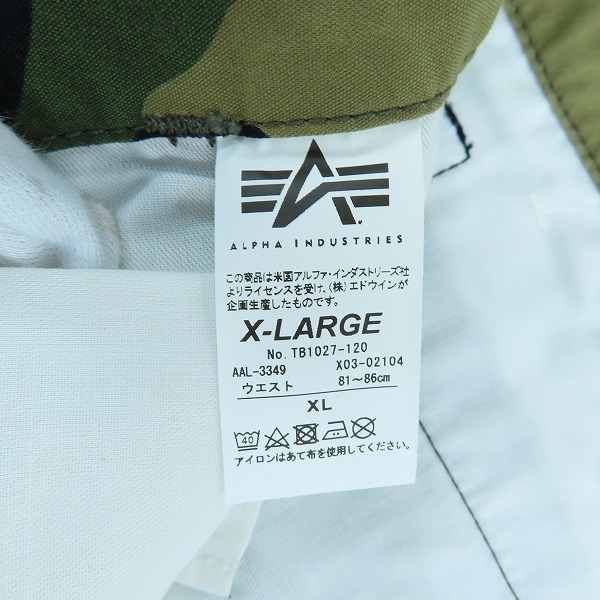 ALPHA INDUSTRIES
この商品は米国アルファ・インダストリーズ社
よりライセンスを受け、(株)エドウインが
企画生産したものです。
X-LARGE
No. TB1027-120
AAL-3349 X03-02104
ウエスト 81~86cm
XL
40
アイロンはあて布を使用してください。